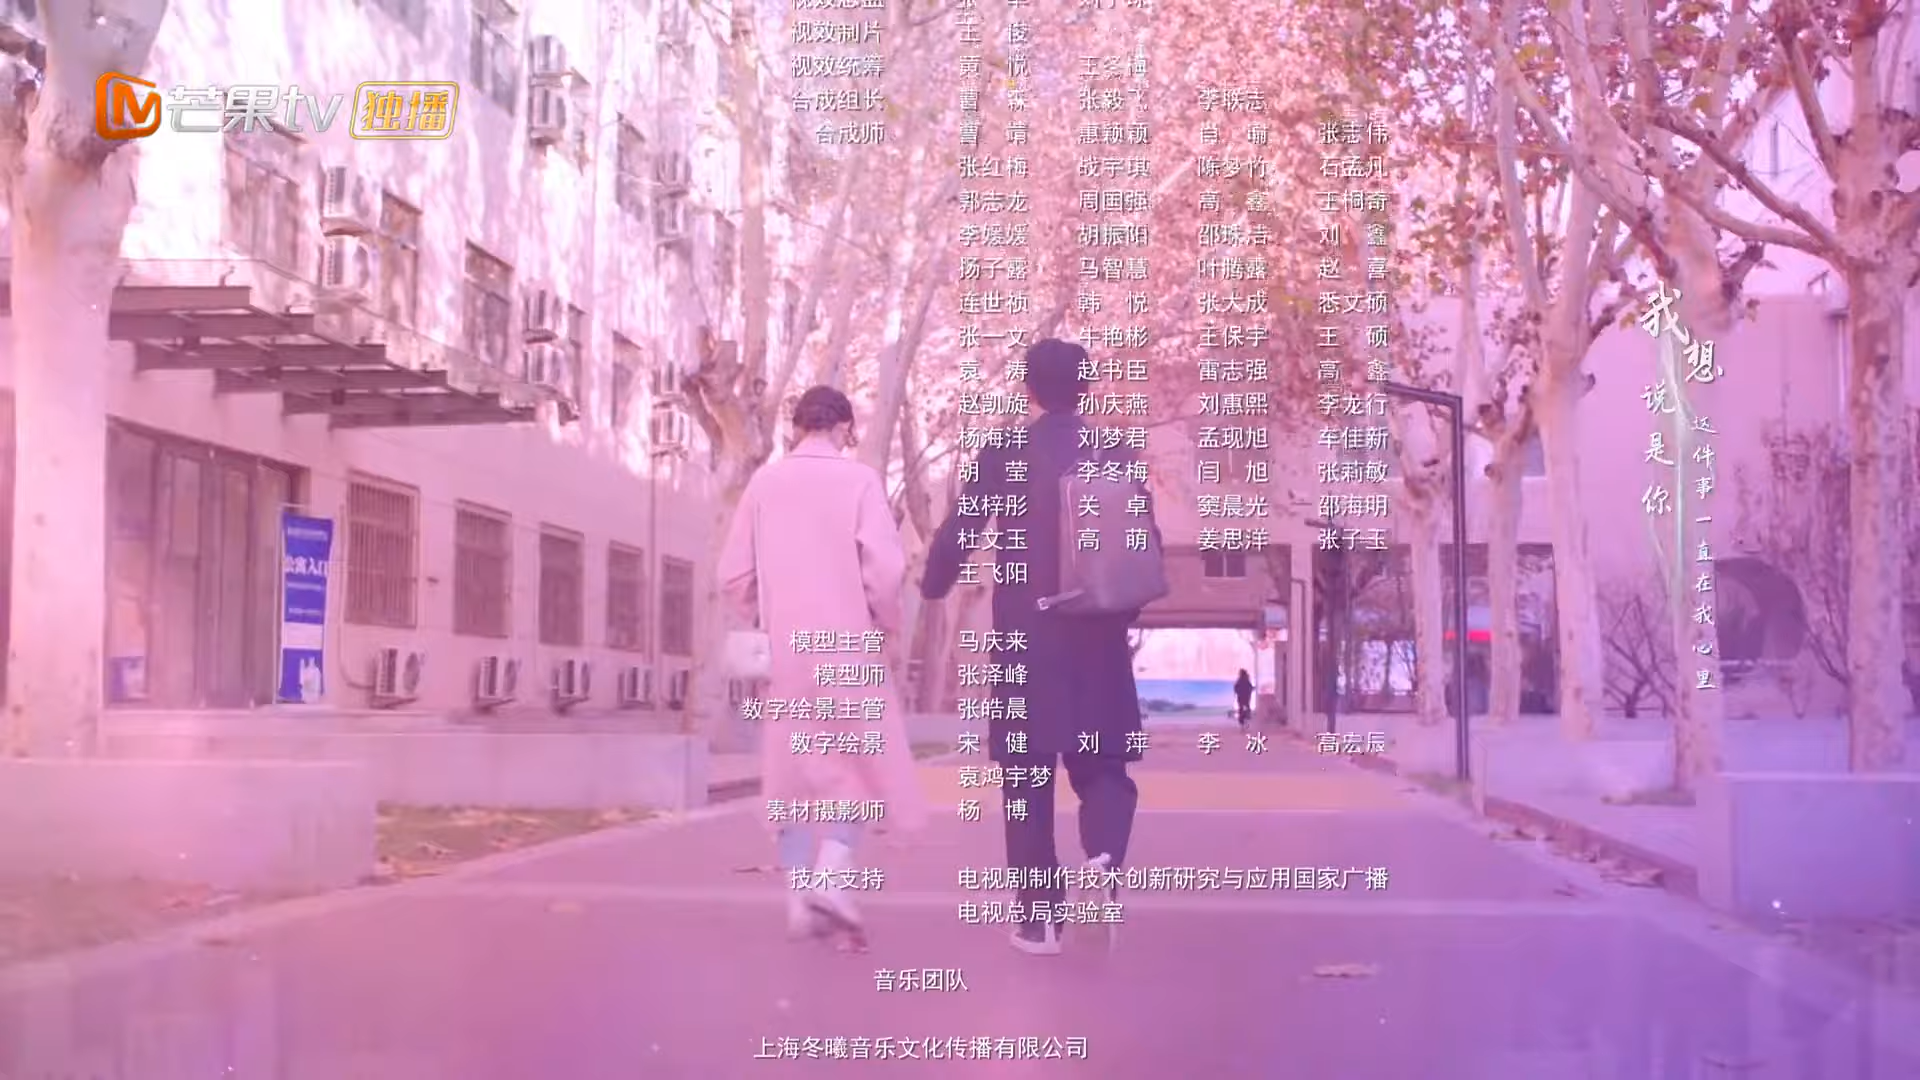 芒果tv 独播
视效制片 王 俊
视效统筹 黄 悦 王冬梅
合成组长 曹 森 张毅飞 李联志
合成师 曹 靖 惠颖颖 肖 瑜 张志伟
张红梅 战宇琪 陈梦竹 石孟凡
郭志龙 周国强 高 鑫 王桐奇
李媛媛 胡振阳 邵珠洁 刘 鑫
杨子露 马智慧 叶腾露 赵 喜
连世祯 韩 悦 张大成 悉文硕
张一文 牛艳彬 王保宇 王 硕
袁 涛 赵书臣 雷志强 高 鑫
赵凯旋 孙庆燕 刘惠熙 李龙行
杨海洋 刘梦君 孟现旭 车佳新
胡 莹 李冬梅 闫 旭 张莉敏
赵梓彤 关 卓 窦晨光 邵海明
杜文玉 高 萌 姜思洋 张子玉
王飞阳
模型主管 马庆来
模型师 张泽峰
数字绘景主管 张皓晨
数字绘景 宋 健 刘 萍 李 冰 高宏辰
袁鸿宇梦
素材摄影师 杨 博
技术支持 电视剧制作技术创新研究与应用国家广播
电视总局实验室
音乐团队
上海冬曦音乐文化传播有限公司
我想说是你
这件事一直在我心里